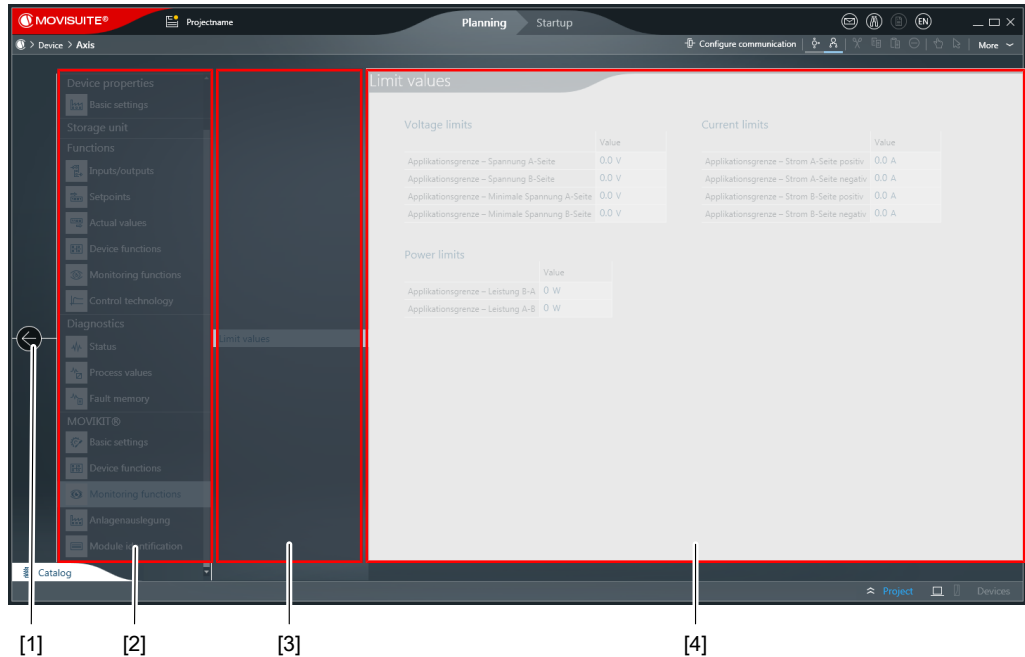 MOVISUITE®
Projectname
Planning
Startup
EN
> Device > Axis
Configure communication
More
Device properties
Basic settings
Storage unit
Functions
Inputs/outputs
Setpoints
Actual values
Device functions
Monitoring functions
Control technology
Diagnostics
Status
Process values
Fault memory
MOVIKIT®
Basic settings
Device functions
Monitoring functions
Anlagenauslegung
Module identification
Catalog
Limit values
Limit values
Voltage limits
Value
Applikationsgrenze – Spannung A-Seite 0.0 V
Applikationsgrenze – Spannung B-Seite 0.0 V
Applikationsgrenze – Minimale Spannung A-Seite 0.0 V
Applikationsgrenze – Minimale Spannung B-Seite 0.0 V
Current limits
Value
Applikationsgrenze – Strom A-Seite positiv 0.0 A
Applikationsgrenze – Strom A-Seite negativ 0.0 A
Applikationsgrenze – Strom B-Seite positiv 0.0 A
Applikationsgrenze – Strom B-Seite negativ 0.0 A
Power limits
Value
Applikationsgrenze – Leistung B-A 0 W
Applikationsgrenze – Leistung A-B 0 W
Project
Devices
[1] [2] [3] [4]